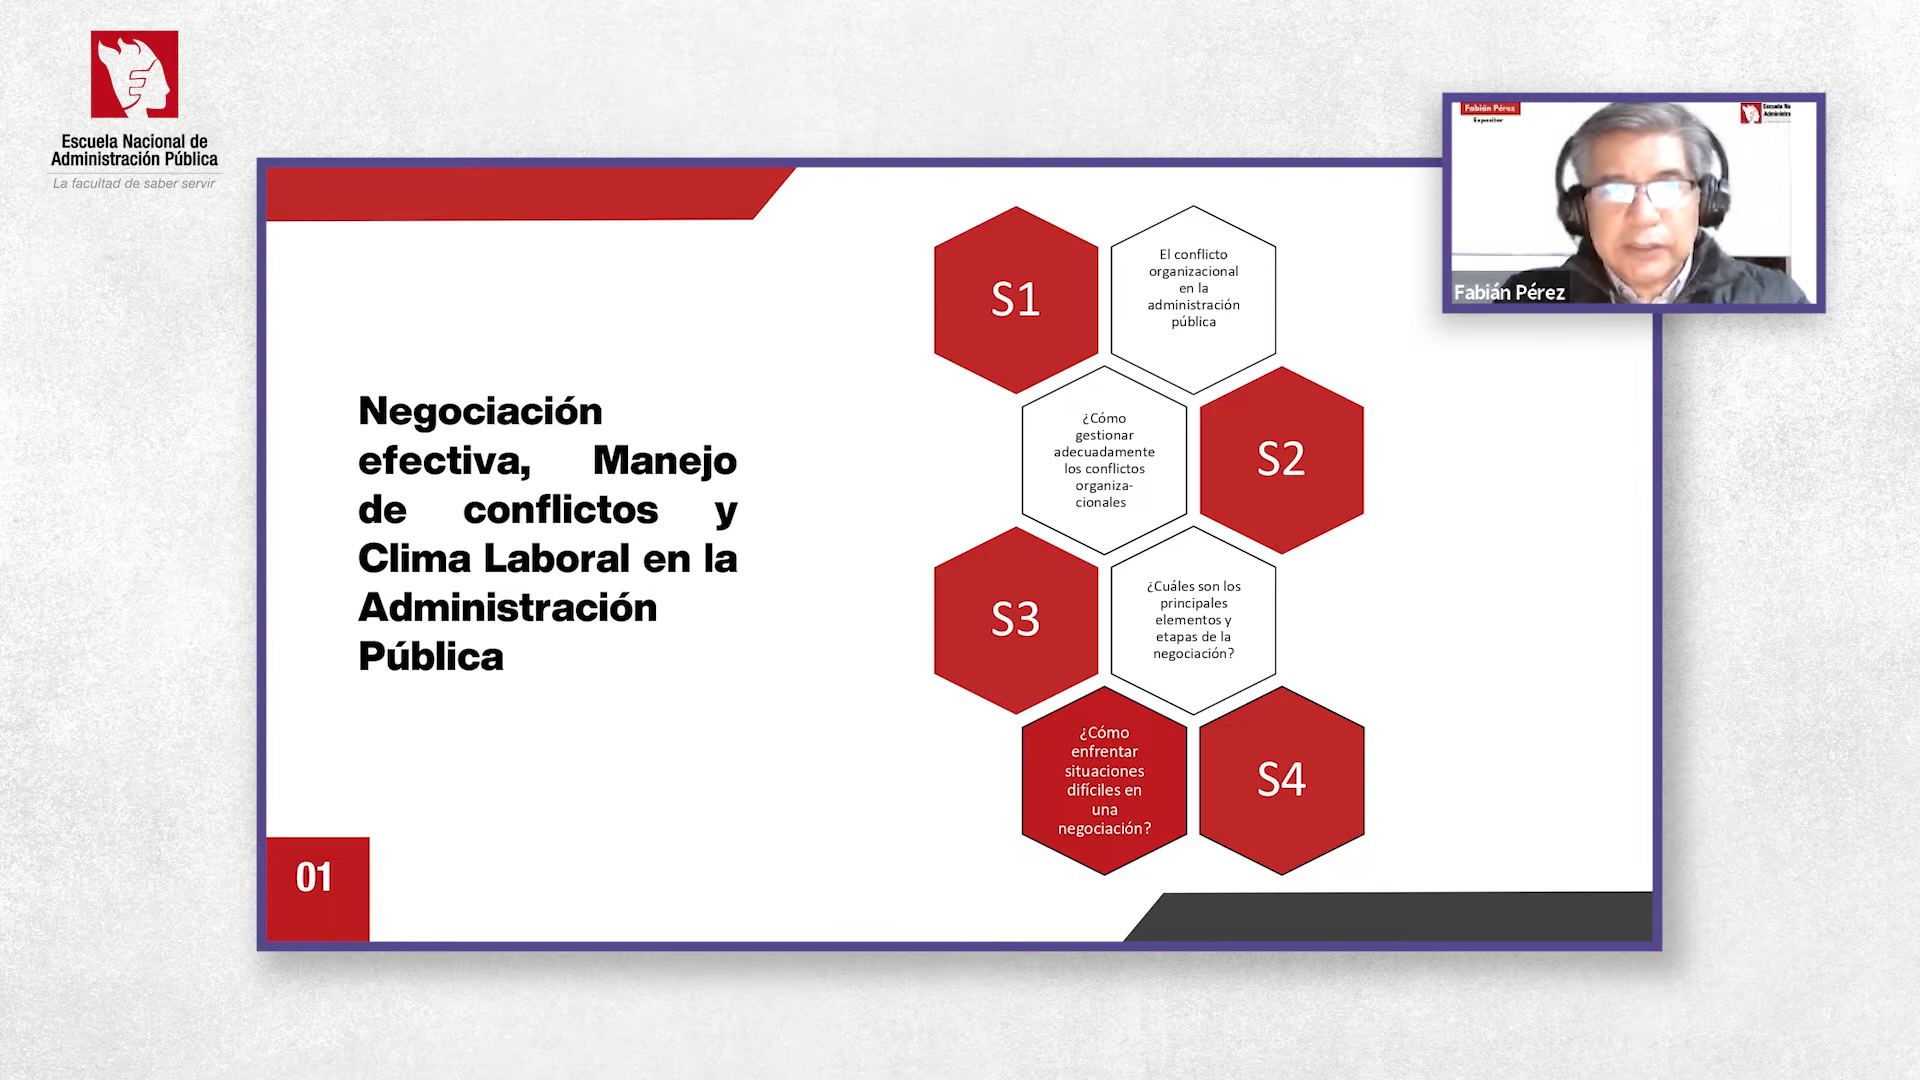 Escuela Nacional de
Administración Pública
La facultad de saber servir
Negociación
efectiva, Manejo
de conflictos y
Clima Laboral en la
Administración
Pública
01
S1
El conflicto
organizacional
en la
administración
pública
¿Cómo
gestionar
adecuadamente
los conflictos
organiza-
cionales
S2
S3
¿Cuáles son los
principales
elementos y
etapas de la
negociación?
¿Cómo
enfrentar
situaciones
difíciles en
una
negociación?
S4
Fabián Pérez
Expositor
Fabián Pérez